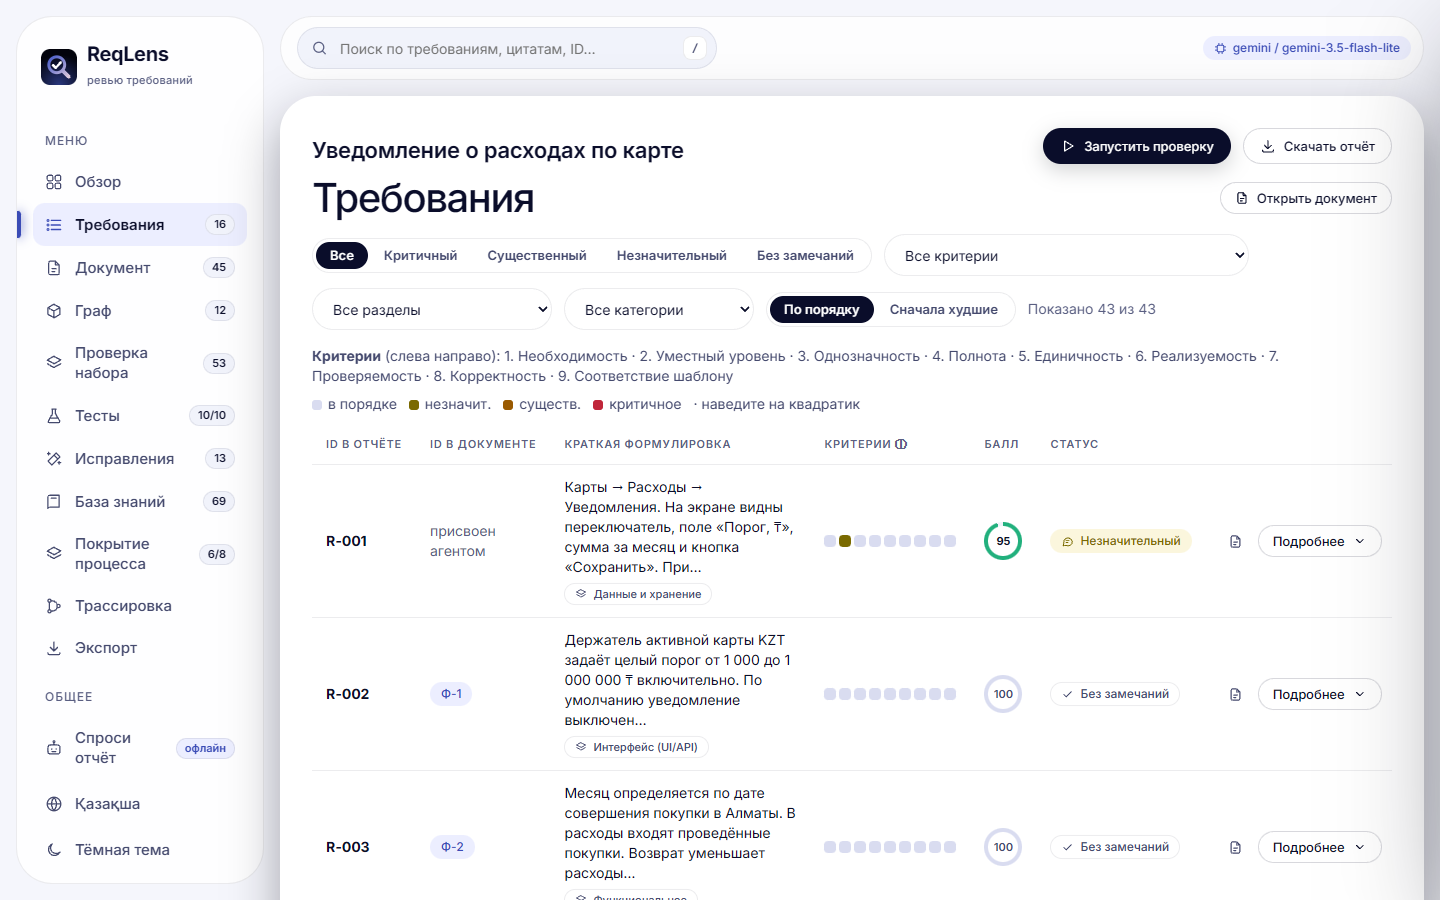 ReqLens
ревью требований
МЕНЮ
Обзор
Требования 16
Документ 45
Граф 12
Проверка
набора 53
Тесты 10/10
Исправления 13
База знаний 69
Покрытие
процесса 6/8
Трассировка
Экспорт
ОБЩЕЕ
Спроси
отчёт офлайн
Қазақша
Тёмная тема
Поиск по требованиям, цитатам, ID... /
gemini / gemini-3.5-flash-lite
Уведомление о расходах по карте
Запустить проверку
Скачать отчёт
Требования
Открыть документ
Все Критичный Существенный Незначительный Без замечаний
Все критерии
Все разделы
Все категории
По порядку Сначала худшие
Показано 43 из 43
Критерии (слева направо): 1. Необходимость · 2. Уместный уровень · 3. Однозначность · 4. Полнота · 5. Единичность · 6. Реализуемость · 7.
Проверяемость · 8. Корректность · 9. Соответствие шаблону
в порядке незначит. существ. критичное · наведите на квадратик
ID В ОТЧЁТЕ ID В ДОКУМЕНТЕ КРАТКАЯ ФОРМУЛИРОВКА КРИТЕРИИ БАЛЛ СТАТУС
R-001
присвоен
агентом
Карты → Расходы →
Уведомления. На экране видны
переключатель, поле «Порог, ₸»,
сумма за месяц и кнопка
«Сохранить». При...
Данные и хранение
95
Незначительный
Подробнее
R-002
Ф-1
Держатель активной карты KZT
задаёт целый порог от 1 000 до 1
000 000 ₸ включительно. По
умолчанию уведомление
выключен...
Интерфейс (UI/API)
100
Без замечаний
Подробнее
R-003
Ф-2
Месяц определяется по дате
совершения покупки в Алматы. В
расходы входят проведённые
покупки. Возврат уменьшает
расходы...
Функциональное
100
Без замечаний
Подробнее